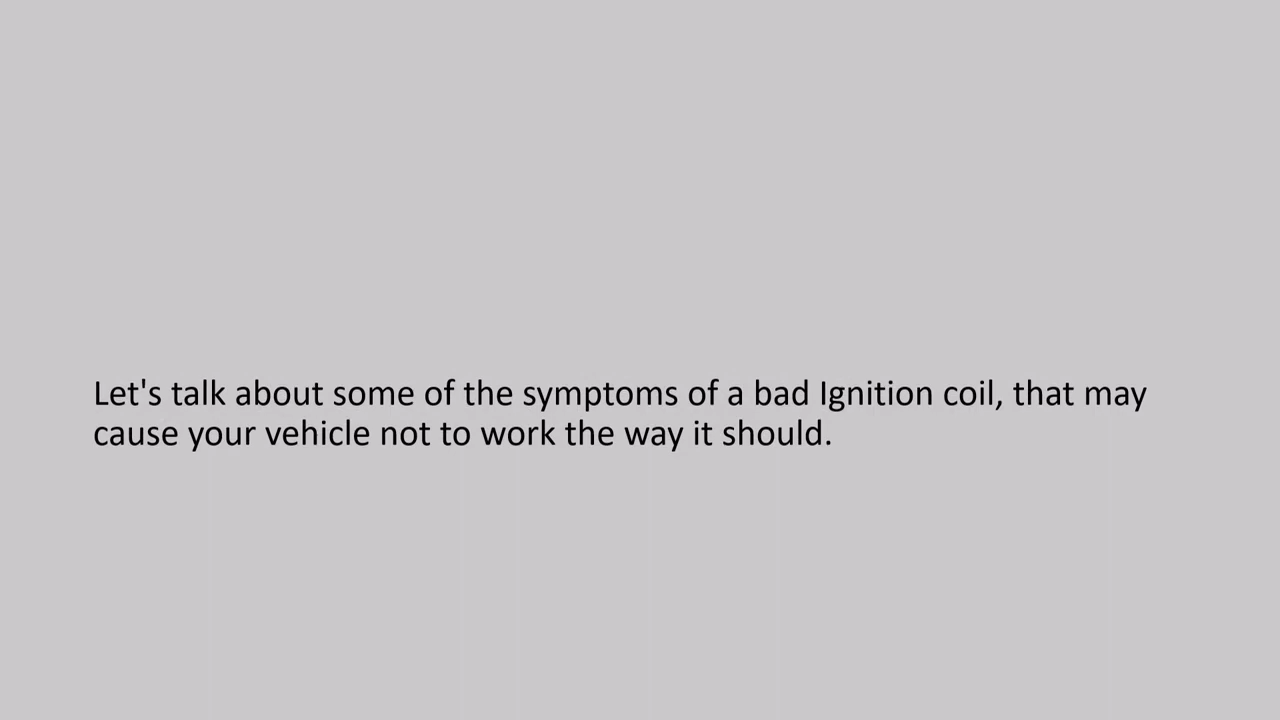 Let's talk about some of the symptoms of a bad Ignition coil, that may
cause your vehicle not to work the way it should.